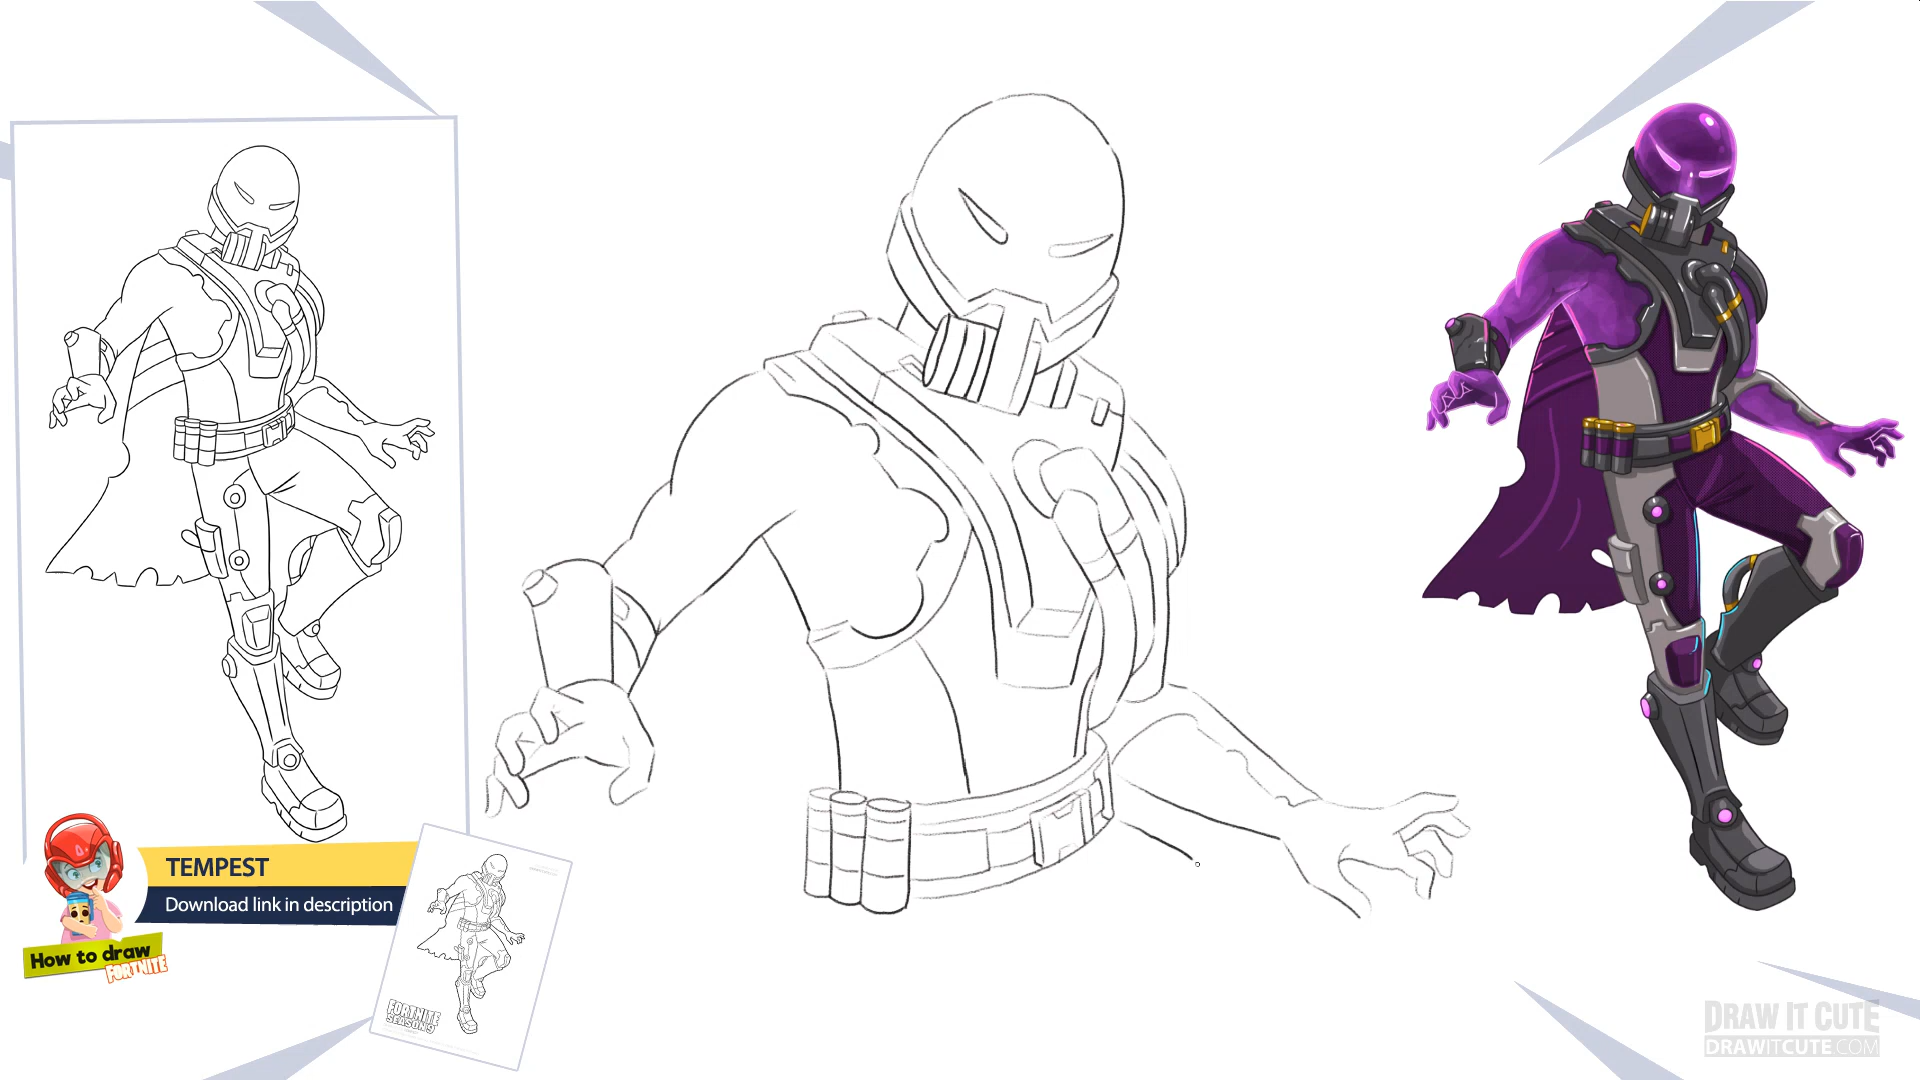 TEMPEST
Download link in description
How to draw
FORTNITE
FORTNITE
SEASON 9
DRAW IT CUTE
DRAWITCUTE.COM